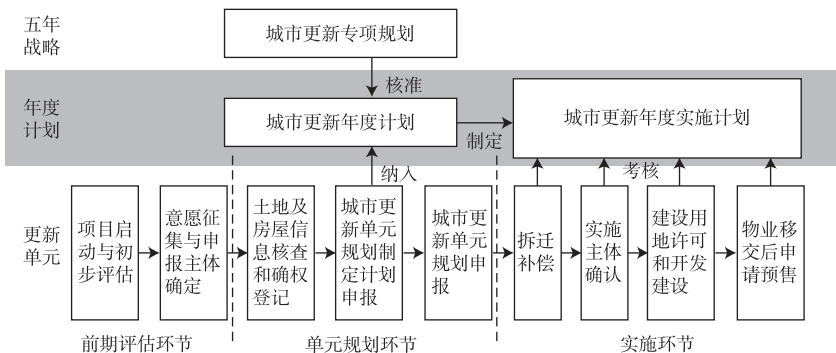 五年
战略
城市更新专项规划
核准
年度
计划
城市更新年度计划
制定
城市更新年度实施计划
纳入
考核
更新
单元
项目启
动与初
步评估
意愿征
集与申
报主体
确定
土地及
房屋信
息核查
和确权
登记
城市更
新单元
规划制
定计划
申报
城市更
新单元
规划申
报
拆迁
补偿
实施
主体
确认
建设用
地许可
和开发
建设
物业移
交后申
请预售
前期评估环节
单元规划环节
实施环节